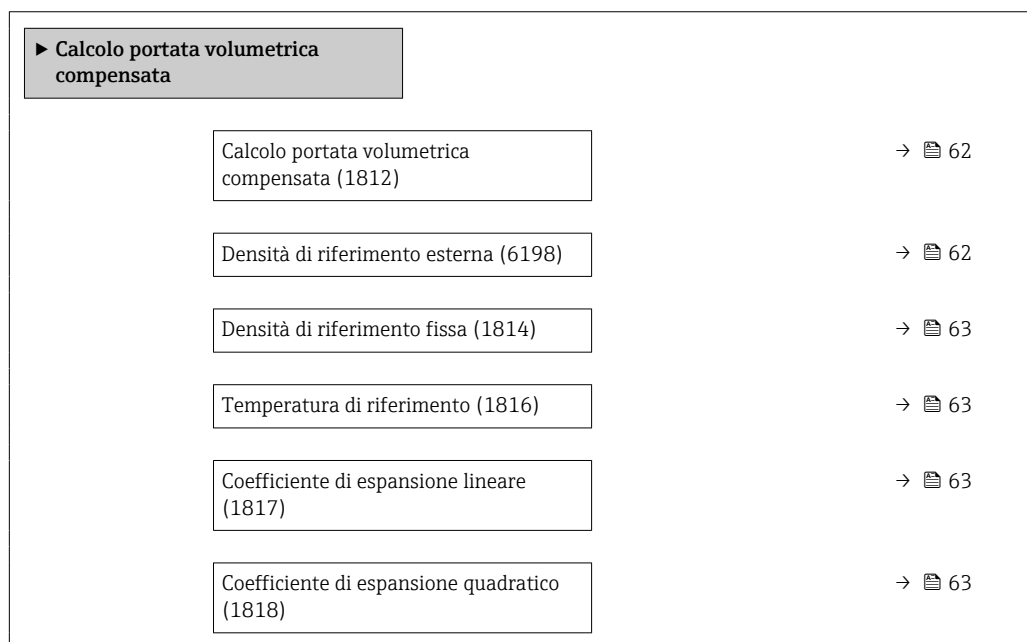 ▶ Calcolo portata volumetrica
compensata
Calcolo portata volumetrica
compensata (1812)
→ 62
Densità di riferimento esterna (6198)
→ 62
Densità di riferimento fissa (1814)
→ 63
Temperatura di riferimento (1816)
→ 63
Coefficiente di espansione lineare
(1817)
→ 63
Coefficiente di espansione quadratico
(1818)
→ 63